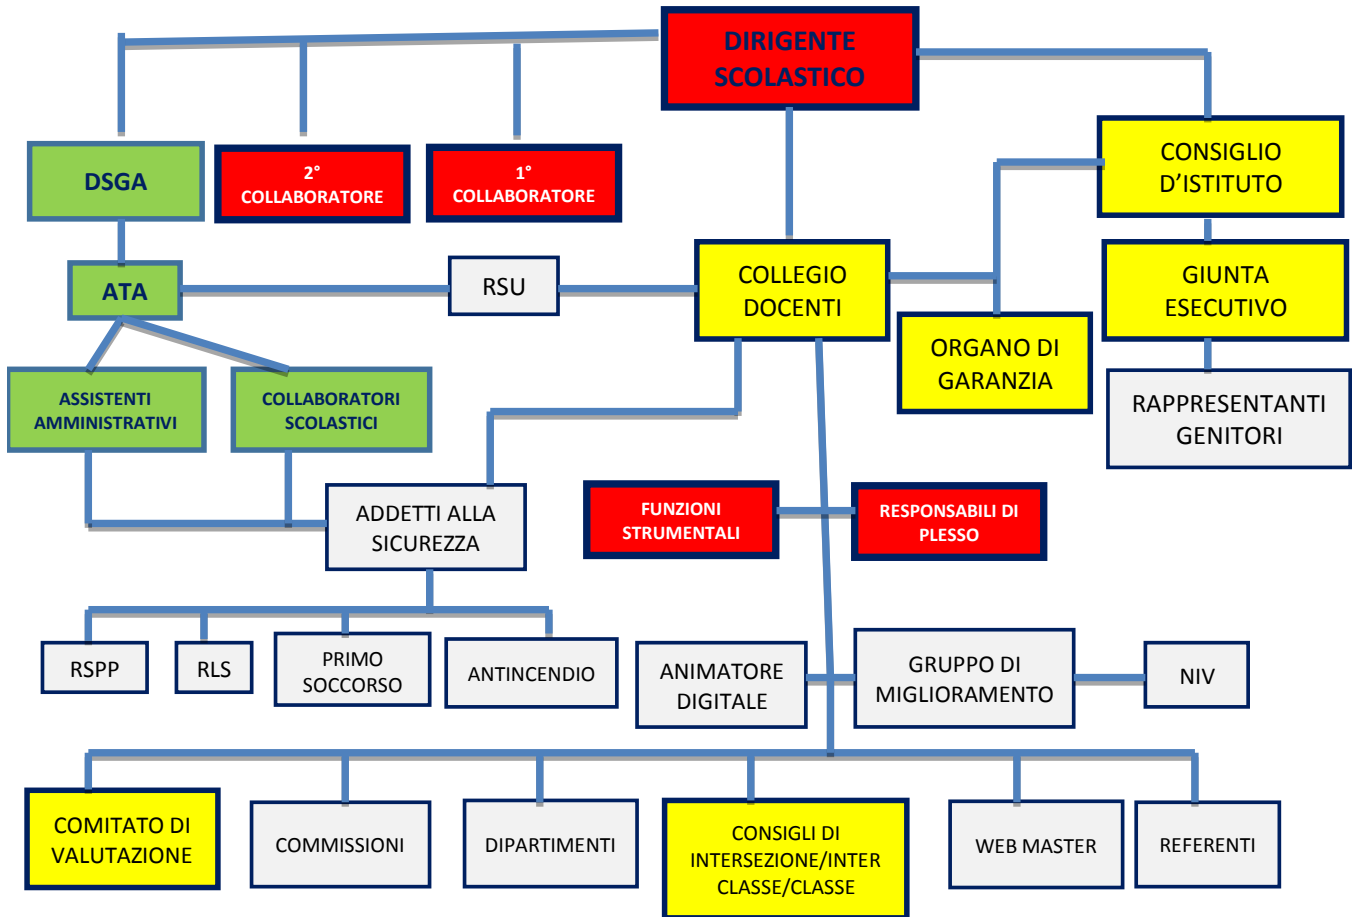 DIRIGENTE
SCOLASTICO
DSGA
2°
COLLABORATORE
1°
COLLABORATORE
CONSIGLIO
D’ISTITUTO
ATA
RSU
COLLEGIO
DOCENTI
GIUNTA
ESECUTIVO
ORGANO DI
GARANZIA
ASSISTENTI
AMMINISTRATIVI
COLLABORATORI
SCOLASTICI
RAPPRESENTANTI
GENITORI
ADDETTI ALLA
SICUREZZA
FUNZIONI
STRUMENTALI
RESPONSABILI DI
PLESSO
RSPP
RLS
PRIMO
SOCCORSO
ANTINCENDIO
ANIMATORE
DIGITALE
GRUPPO DI
MIGLIORAMENTO
NIV
COMITATO DI
VALUTAZIONE
COMMISSIONI
DIPARTIMENTI
CONSIGLI DI
INTERSEZIONE/INTER
CLASSE/CLASSE
WEB MASTER
REFERENTI